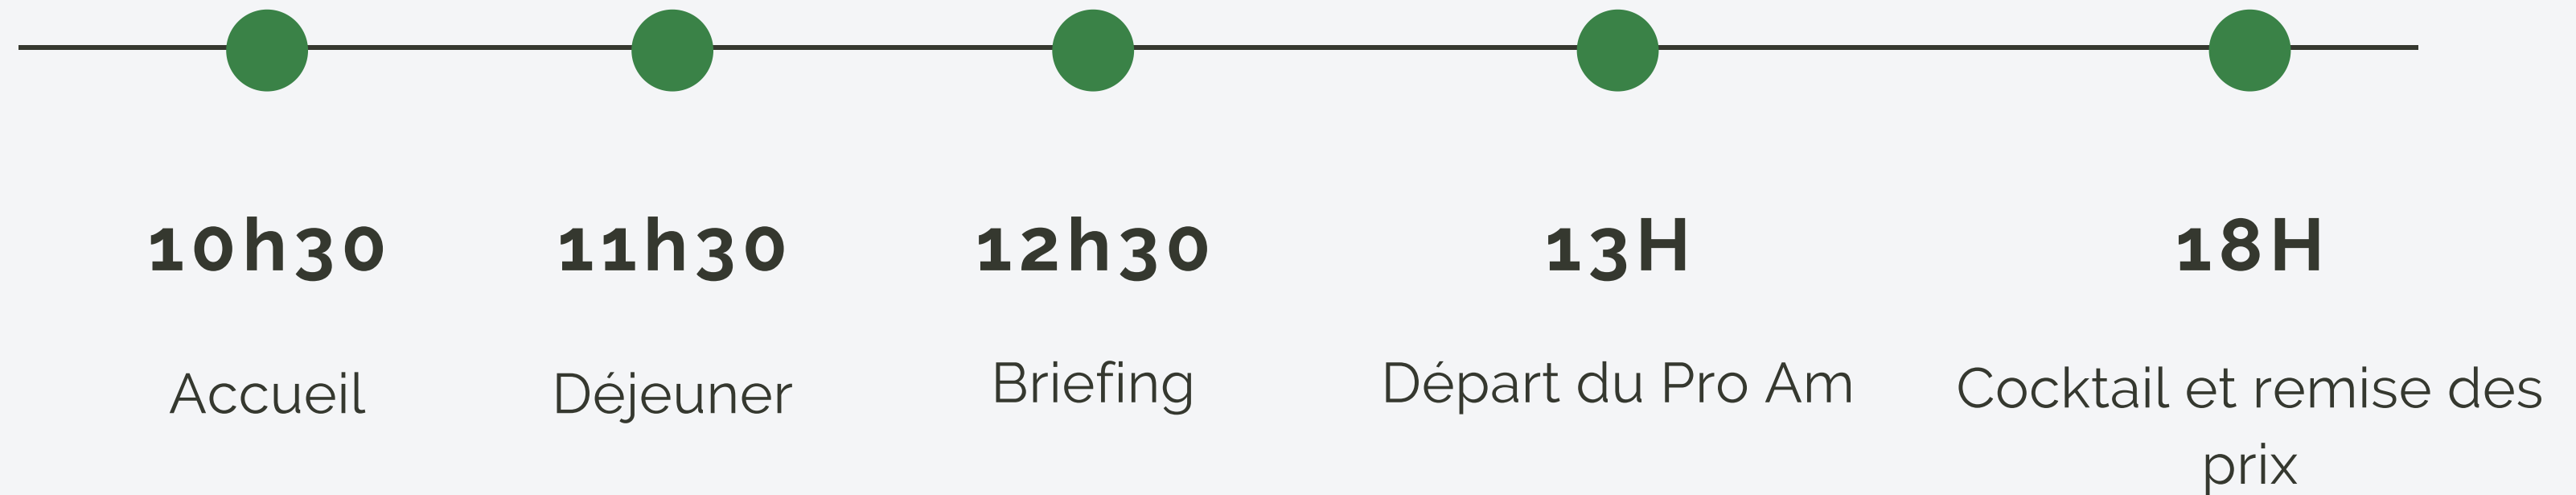 10h30
11h30
12h30
13H
18H
Accueil
Déjeuner
Briefing
Départ du Pro Am
Cocktail et remise des
prix